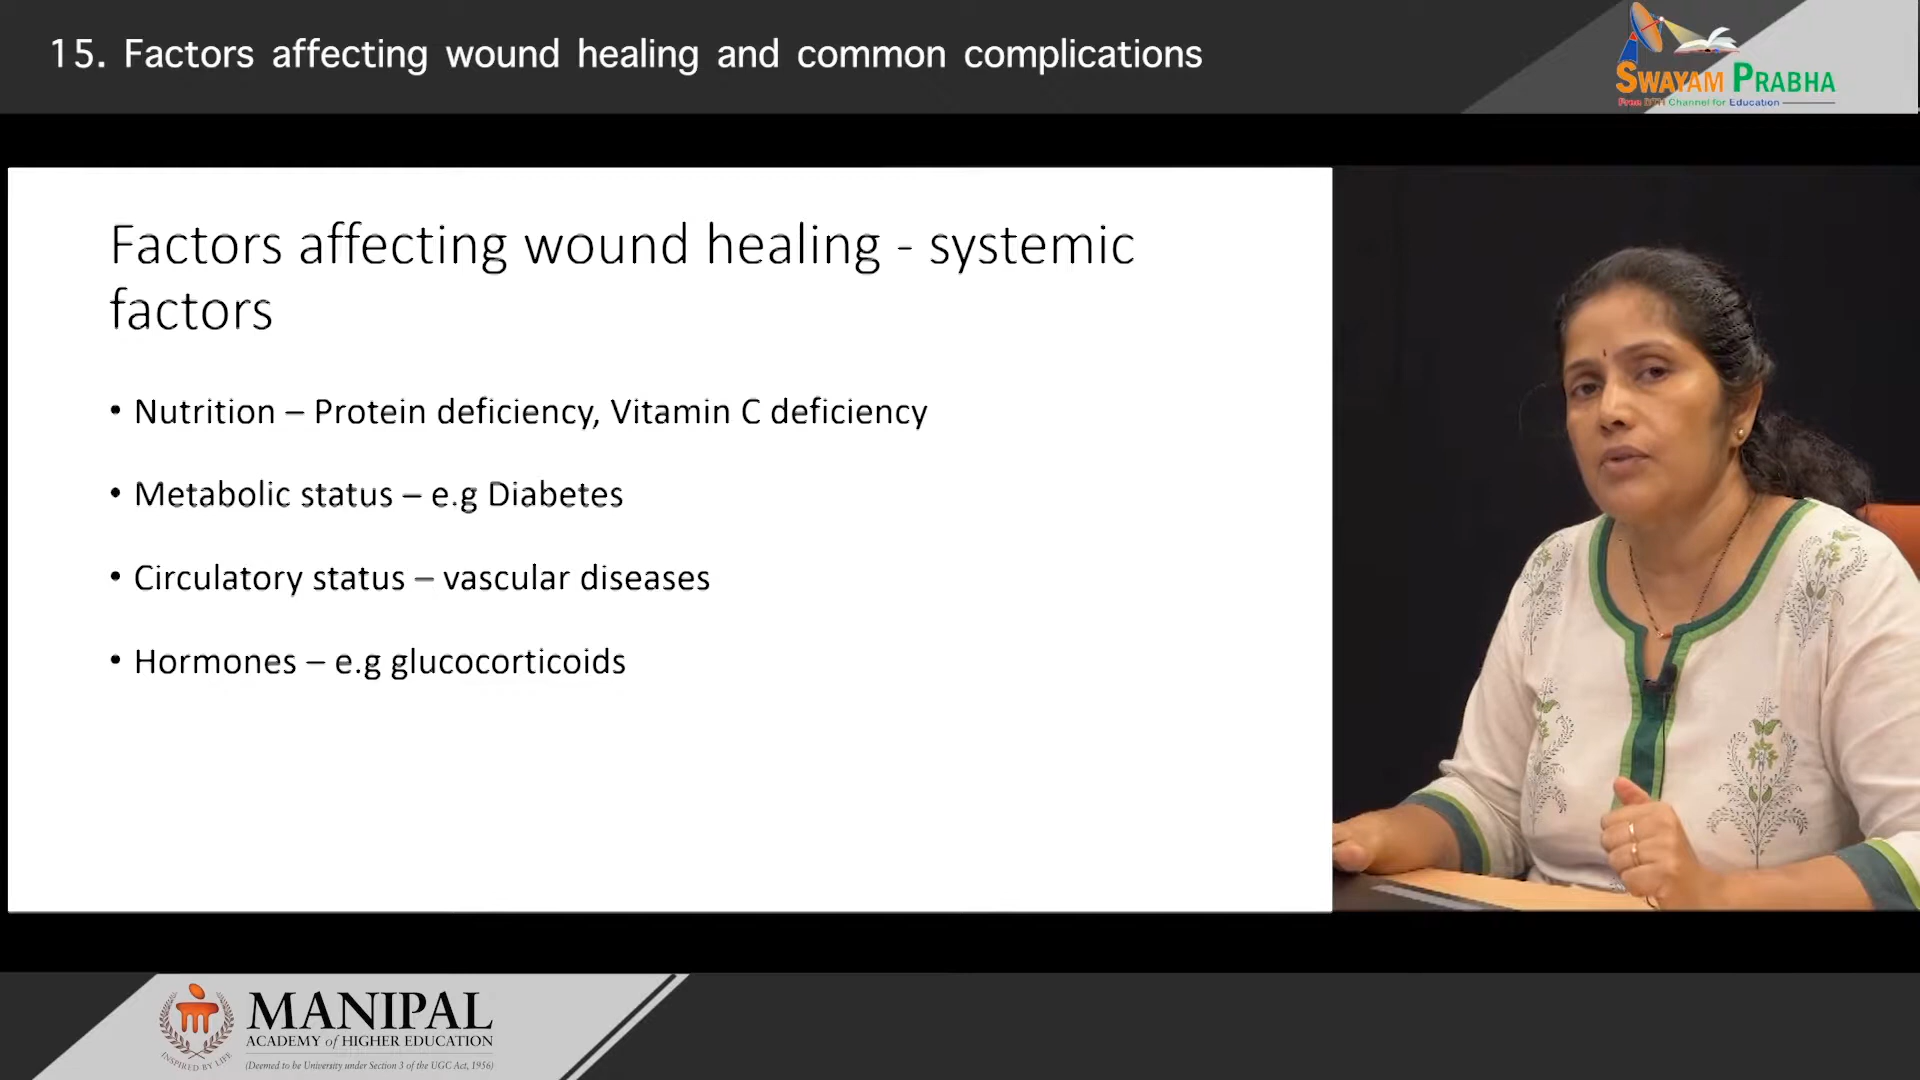 15. Factors affecting wound healing and common complications
SWAYAM PRABHA
Free DTH Channel for Education
Factors affecting wound healing - systemic
factors
• Nutrition – Protein deficiency, Vitamin C deficiency
• Metabolic status – e.g Diabetes
• Circulatory status – vascular diseases
• Hormones – e.g glucocorticoids
MANIPAL
ACADEMY of HIGHER EDUCATION
(Deemed to be University under Section 3 of the UGC Act, 1956)
INSPIRED BY LIFE